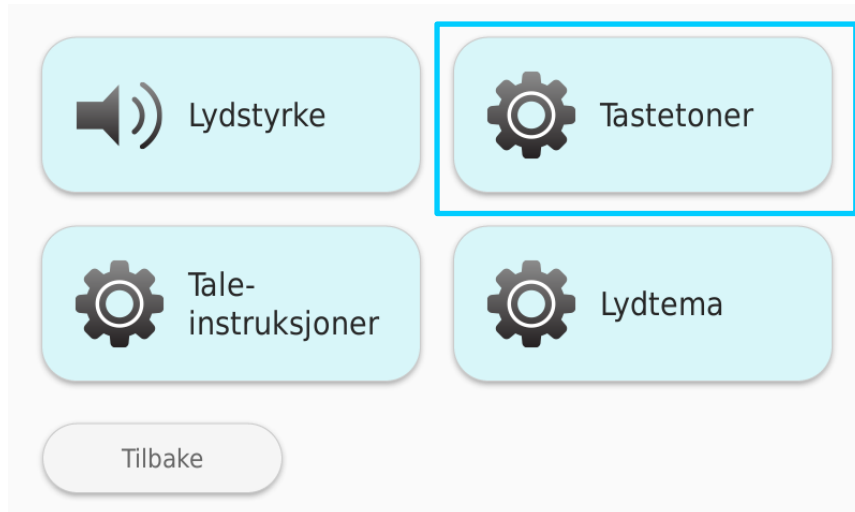 Lydstyrke
Tastetoner
Tale-
instruksjoner
Lydtema
Tilbake